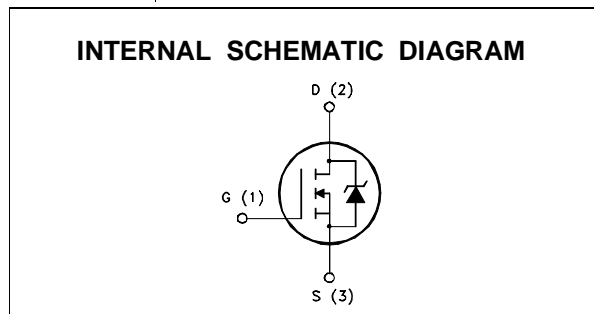 INTERNAL SCHEMATIC DIAGRAM
D (2)
G (1)
S (3)